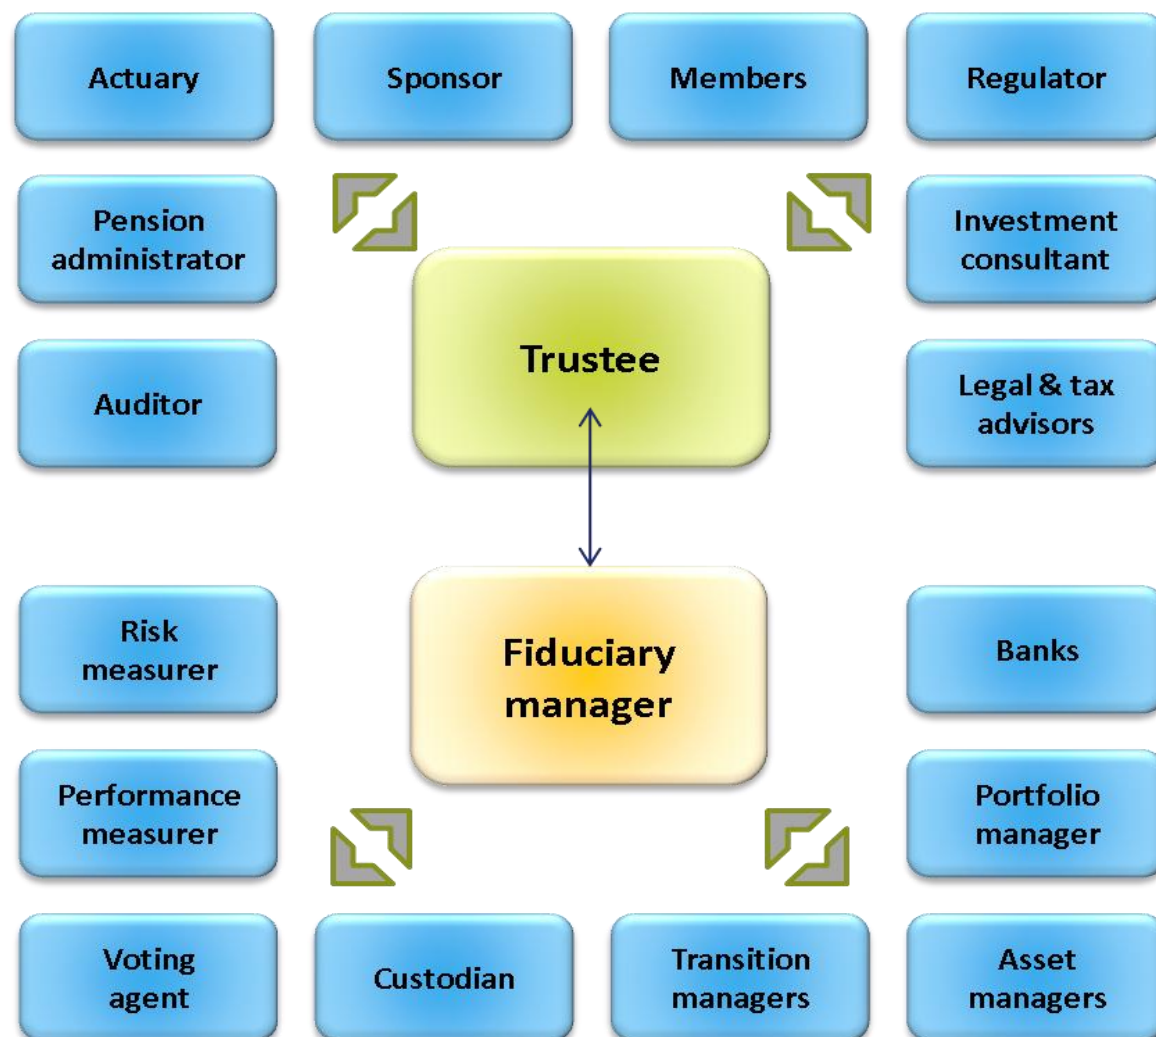 Actuary
Sponsor
Members
Regulator
Pension
administrator
Investment
consultant
Trustee
Auditor
Legal & tax
advisors
Risk
measurer
Fiduciary
manager
Banks
Performance
measurer
Portfolio
manager
Voting
agent
Custodian
Transition
managers
Asset
managers